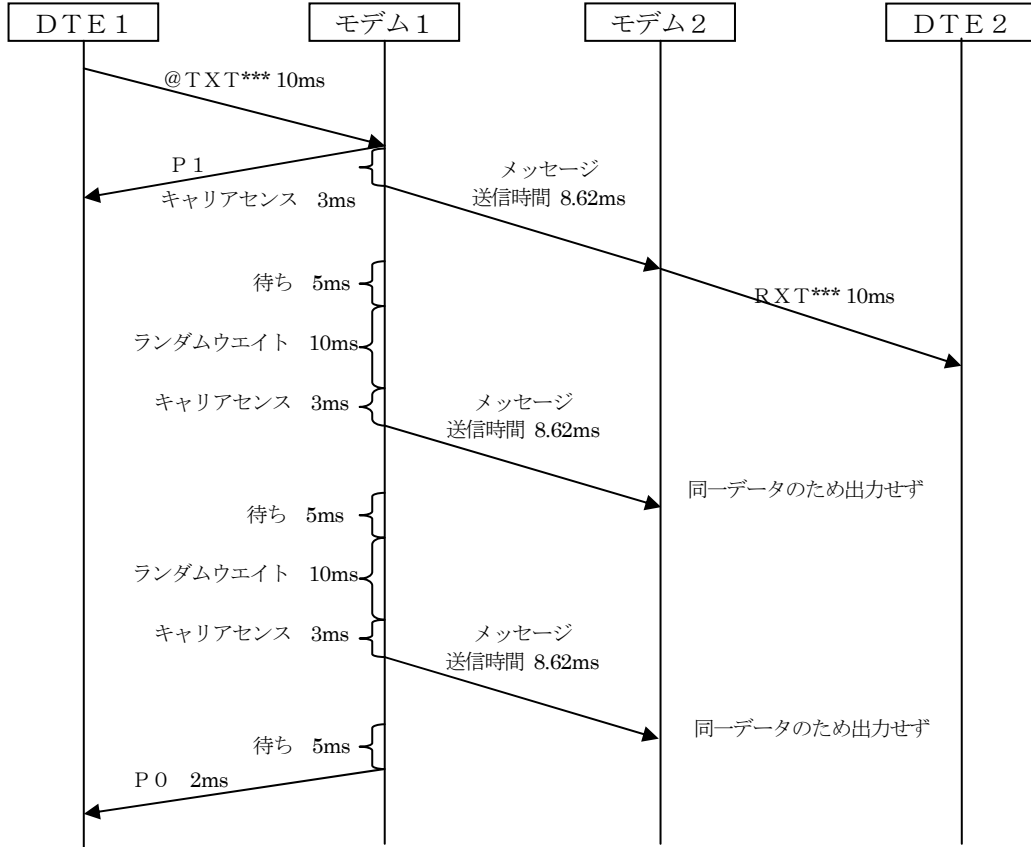 ＤＴＥ１
モデム１
モデム２
ＤＴＥ２
＠ＴＸＴ*** 10ms
Ｐ１
キャリアセンス　3ms
メッセージ
送信時間 8.62ms
待ち　5ms
ＲＸＴ*** 10ms
ランダムウエイト　10ms
キャリアセンス　3ms
メッセージ
送信時間 8.62ms
同一データのため出力せず
待ち　5ms
ランダムウエイト　10ms
キャリアセンス　3ms
メッセージ
送信時間 8.62ms
同一データのため出力せず
待ち　5ms
Ｐ０　2ms